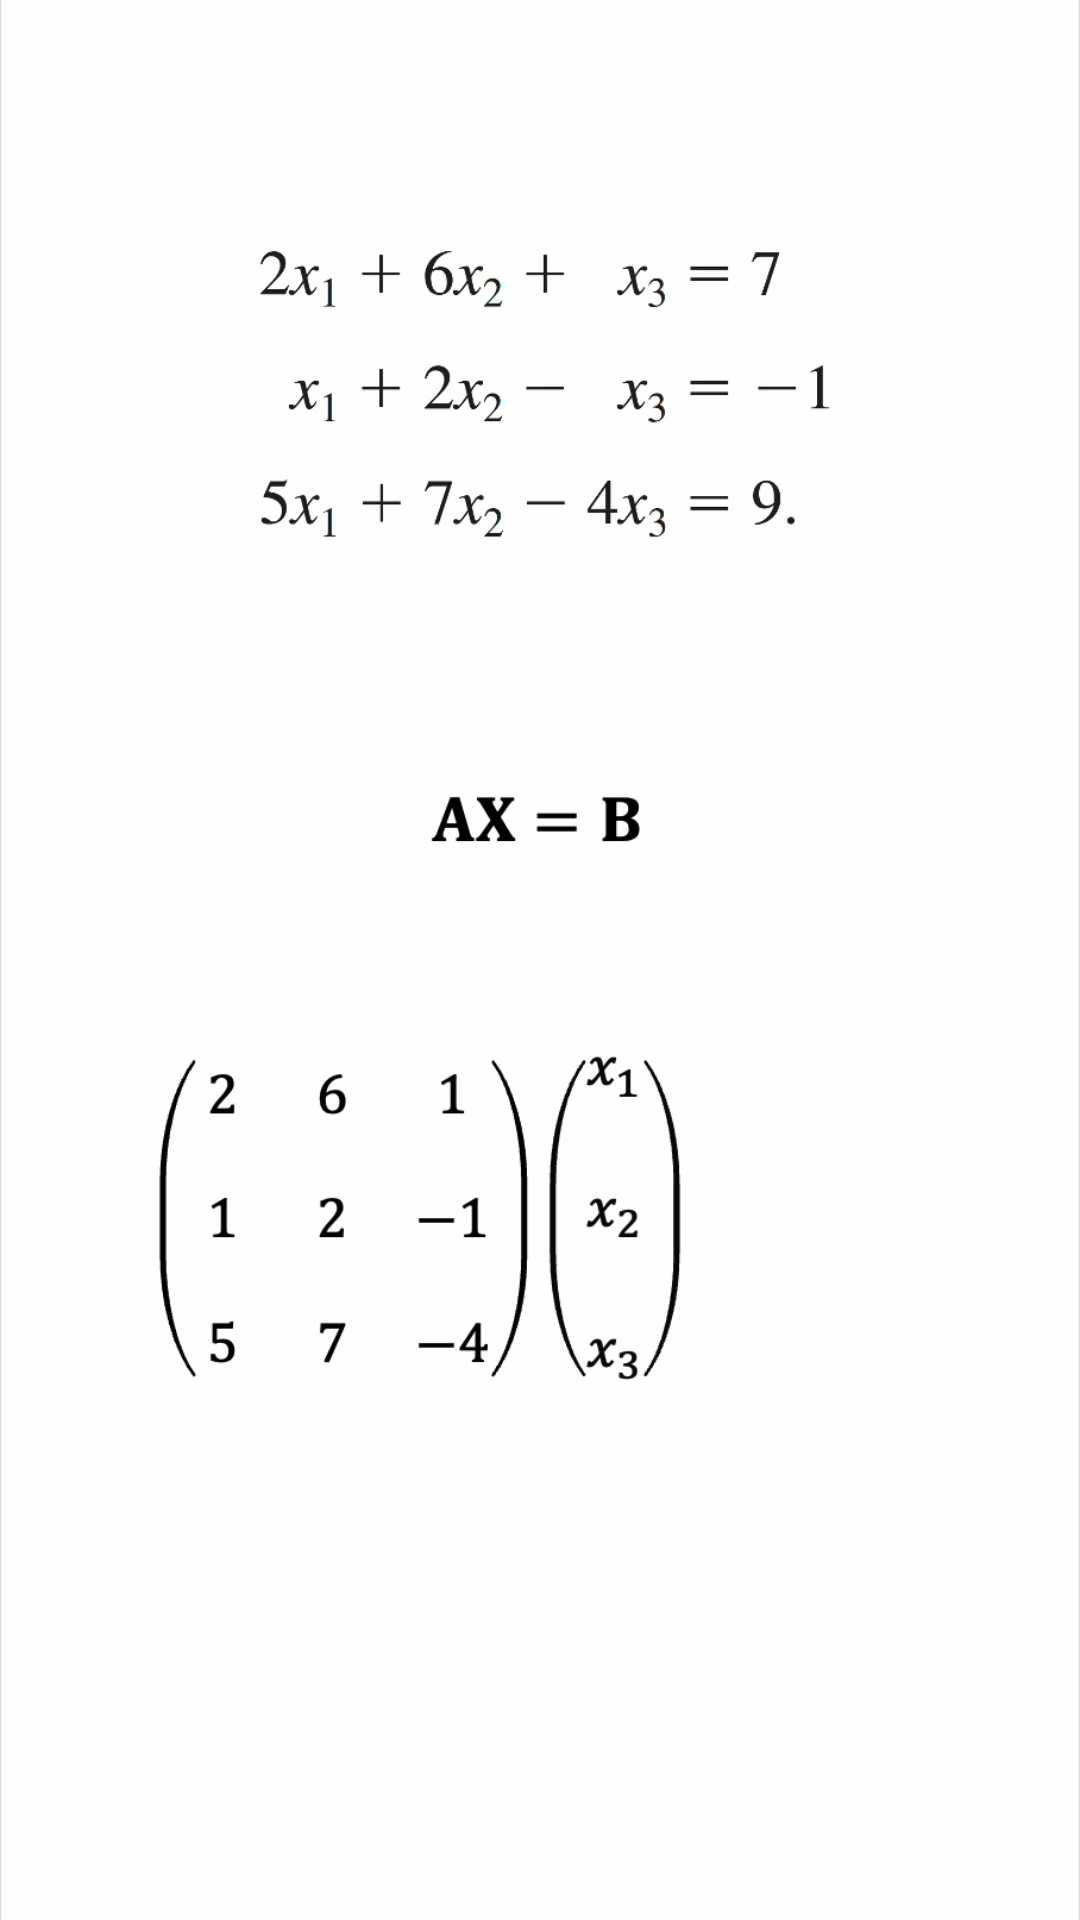 2x₁ + 6x₂ + x₃ = 7
x₁ + 2x₂ − x₃ = −1
5x₁ + 7x₂ − 4x₃ = 9.
AX = B
2 6 1 x₁
1 2 −1 x₂
5 7 −4 x₃